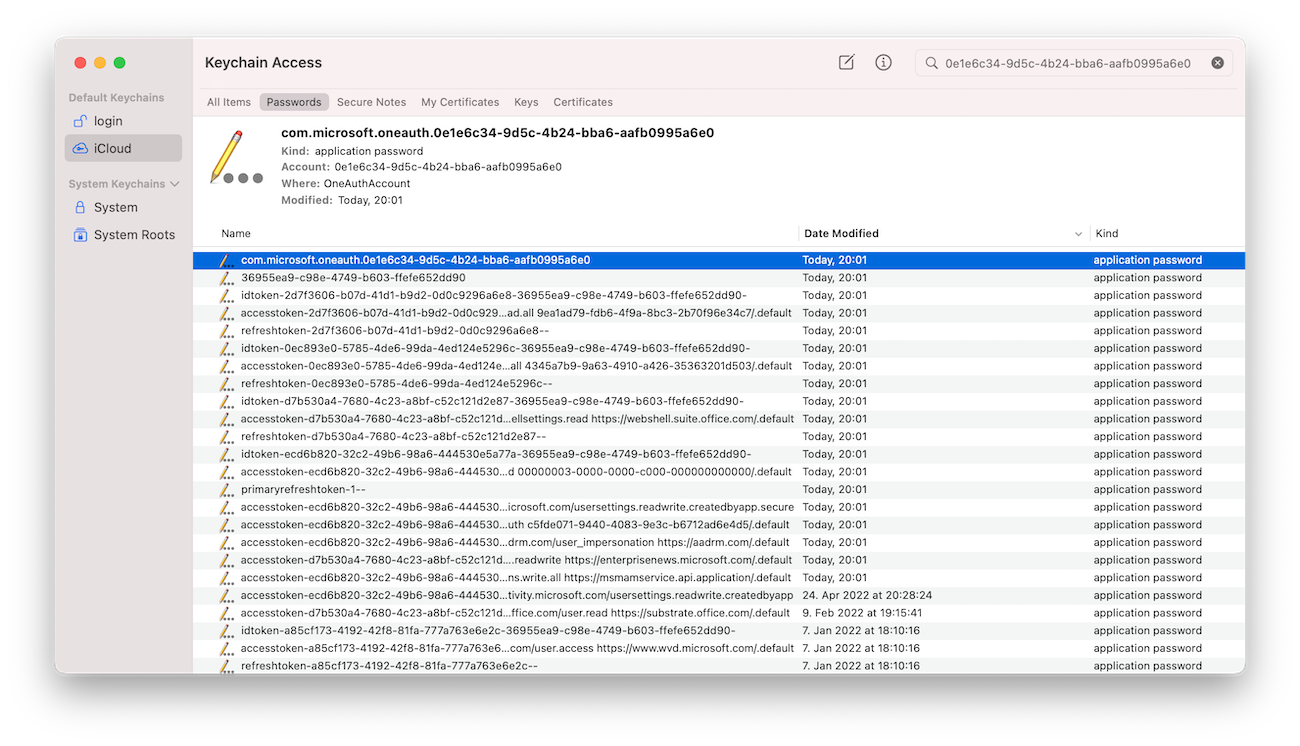 Keychain Access
0e1e6c34-9d5c-4b24-bba6-aafb0995a6e0
Default Keychains
login
iCloud
System Keychains
System
System Roots
All Items Passwords Secure Notes My Certificates Keys Certificates
com.microsoft.oneauth.0e1e6c34-9d5c-4b24-bba6-aafb0995a6e0
Kind: application password
Account: 0e1e6c34-9d5c-4b24-bba6-aafb0995a6e0
Where: OneAuthAccount
Modified: Today, 20:01
Name Date Modified Kind
com.microsoft.oneauth.0e1e6c34-9d5c-4b24-bba6-aafb0995a6e0 Today, 20:01 application password
36955ea9-c98e-4749-b603-ffefe652dd90 Today, 20:01 application password
idtoken-2d7f3606-b07d-41d1-b9d2-0d0c9296a6e8-36955ea9-c98e-4749-b603-ffefe652dd90- Today, 20:01 application password
accesstoken-2d7f3606-b07d-41d1-b9d2-0d0c929...ad.all 9ea1ad79-fdb6-4f9a-8bc3-2b70f96e34c7/.default Today, 20:01 application password
refreshtoken-2d7f3606-b07d-41d1-b9d2-0d0c9296a6e8-- Today, 20:01 application password
idtoken-0ec893e0-5785-4de6-99da-4ed124e5296c-36955ea9-c98e-4749-b603-ffefe652dd90- Today, 20:01 application password
accesstoken-0ec893e0-5785-4de6-99da-4ed124e...all 4345a7b9-9a63-4910-a426-35363201d503/.default Today, 20:01 application password
refreshtoken-0ec893e0-5785-4de6-99da-4ed124e5296c-- Today, 20:01 application password
idtoken-d7b530a4-7680-4c23-a8bf-c52c121d2e87-36955ea9-c98e-4749-b603-ffefe652dd90- Today, 20:01 application password
accesstoken-d7b530a4-7680-4c23-a8bf-c52c121d...ellsettings.read https://webshell.suite.office.com/.default Today, 20:01 application password
refreshtoken-d7b530a4-7680-4c23-a8bf-c52c121d2e87-- Today, 20:01 application password
idtoken-ecd6b820-32c2-49b6-98a6-444530e5a77a-36955ea9-c98e-4749-b603-ffefe652dd90- Today, 20:01 application password
accesstoken-ecd6b820-32c2-49b6-98a6-444530...d 00000003-0000-0000-c000-000000000000/.default Today, 20:01 application password
primaryrefreshtoken-1-- Today, 20:01 application password
accesstoken-ecd6b820-32c2-49b6-98a6-444530...icrosoft.com/usersettings.readwrite.createdbyapp.secure Today, 20:01 application password
accesstoken-ecd6b820-32c2-49b6-98a6-444530...uth c5fde071-9440-4083-9e3c-b6712ad6e4d5/.default Today, 20:01 application password
accesstoken-ecd6b820-32c2-49b6-98a6-444530...drm.com/user_impersonation https://aadrm.com/.default Today, 20:01 application password
accesstoken-d7b530a4-7680-4c23-a8bf-c52c121d....readwrite https://enterprisenews.microsoft.com/.default Today, 20:01 application password
accesstoken-ecd6b820-32c2-49b6-98a6-444530...ns.write.all https://msmamservice.api.application/.default Today, 20:01 application password
accesstoken-ecd6b820-32c2-49b6-98a6-444530...tivity.microsoft.com/usersettings.readwrite.createdbyapp 24. Apr 2022 at 20:28:24 application password
accesstoken-d7b530a4-7680-4c23-a8bf-c52c121d...ffice.com/user.read https://substrate.office.com/.default 9. Feb 2022 at 19:15:41 application password
idtoken-a85cf173-4192-42f8-81fa-777a763e6e2c-36955ea9-c98e-4749-b603-ffefe652dd90- 7. Jan 2022 at 18:10:16 application password
accesstoken-a85cf173-4192-42f8-81fa-777a763e6...com/user.access https://www.wvd.microsoft.com/.default 7. Jan 2022 at 18:10:16 application password
refreshtoken-a85cf173-4192-42f8-81fa-777a763e6e2c-- 7. Jan 2022 at 18:10:16 application password